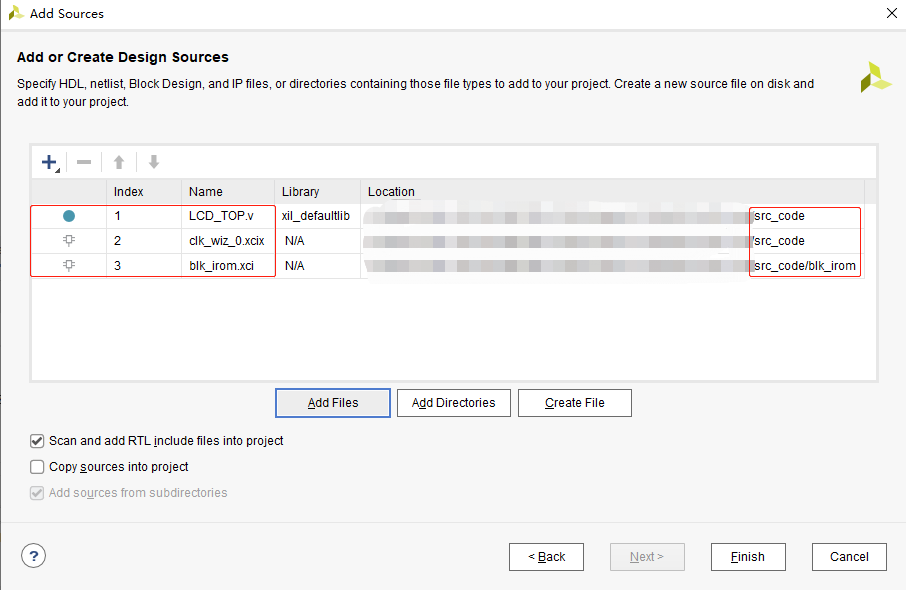 Add Sources
Add or Create Design Sources
Specify HDL, netlist, Block Design, and IP files, or directories containing those file types to add to your project. Create a new source file on disk and
add it to your project.
Index Name Library Location
1 LCD_TOP.v xil_defaultlib src_code
2 clk_wiz_0.xcix N/A /src_code
3 blk_irom.xci N/A src_code/blk_irom
Add Files Add Directories Create File
Scan and add RTL include files into project
Copy sources into project
Add sources from subdirectories
? < Back Next > Finish Cancel